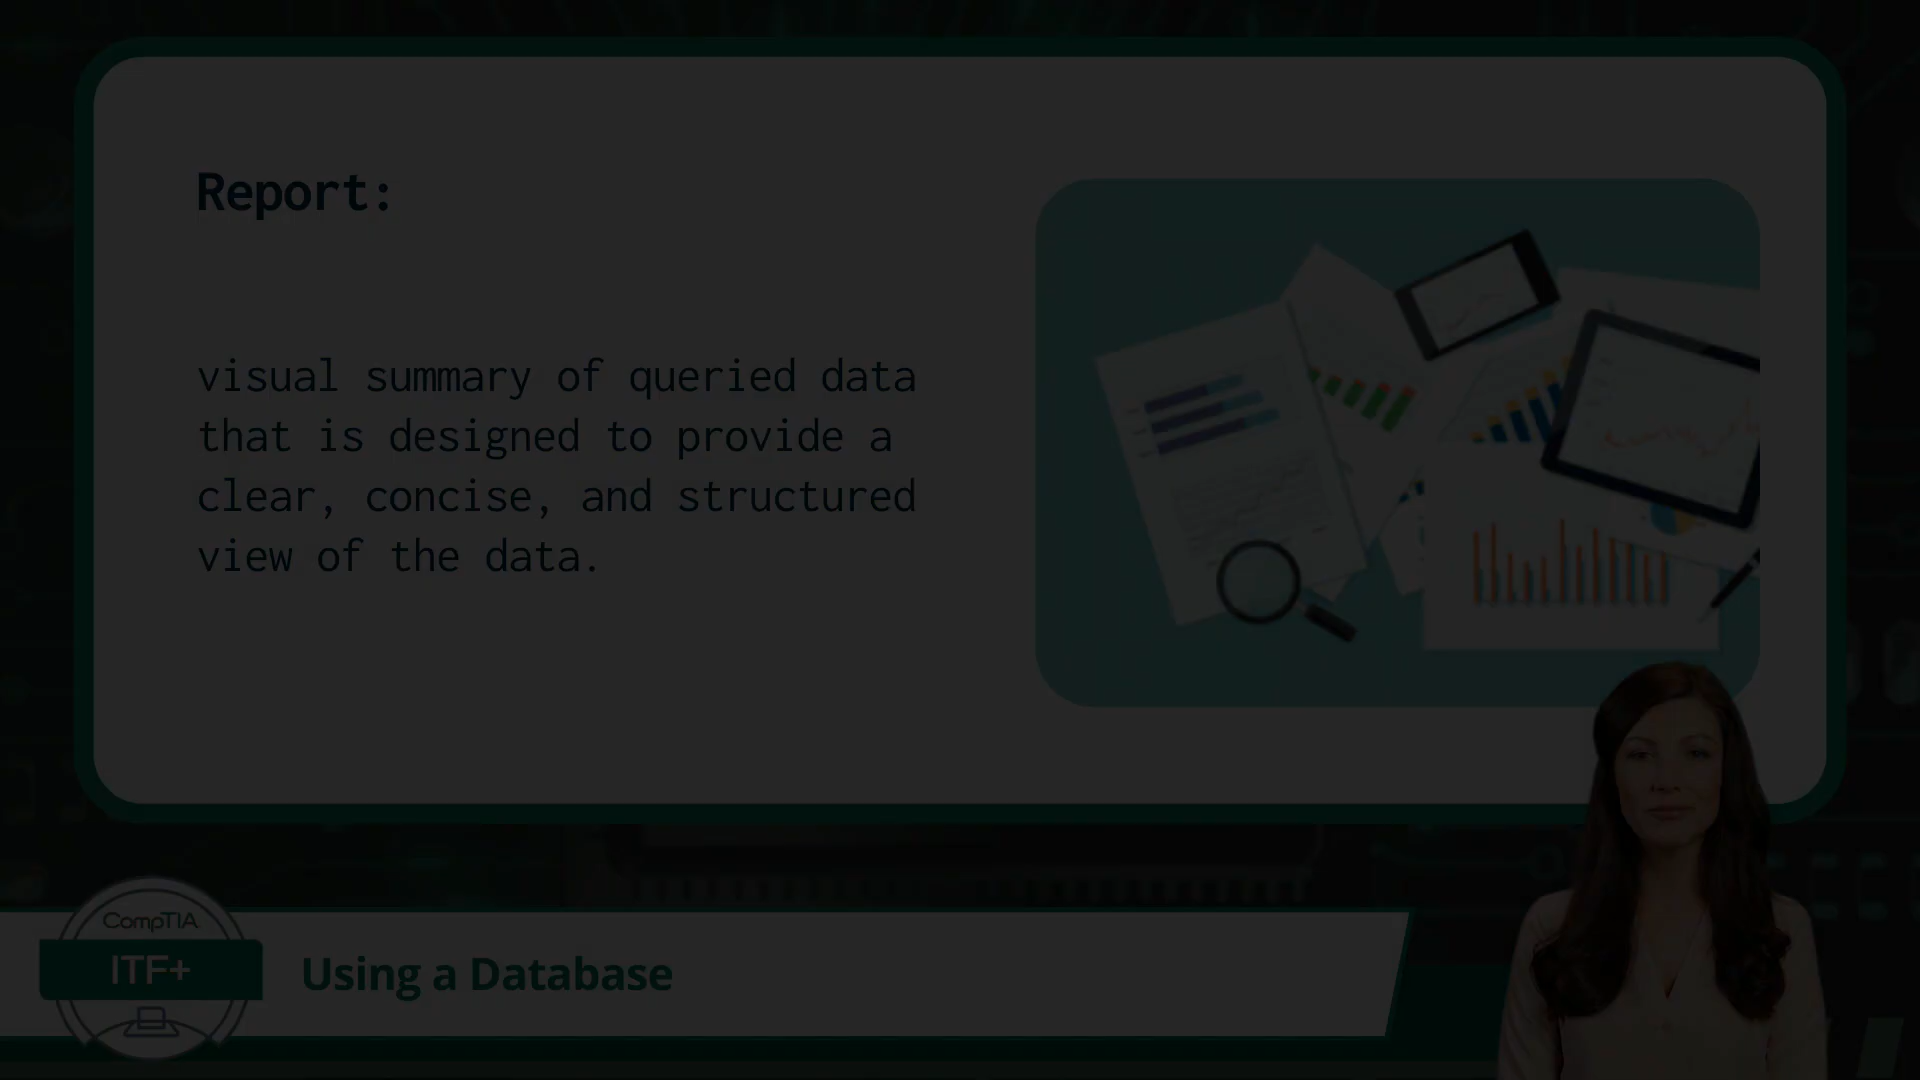 Report:
visual summary of queried data
that is designed to provide a
clear, concise, and structured
view of the data.
CompTIA
ITF+
Using a Database